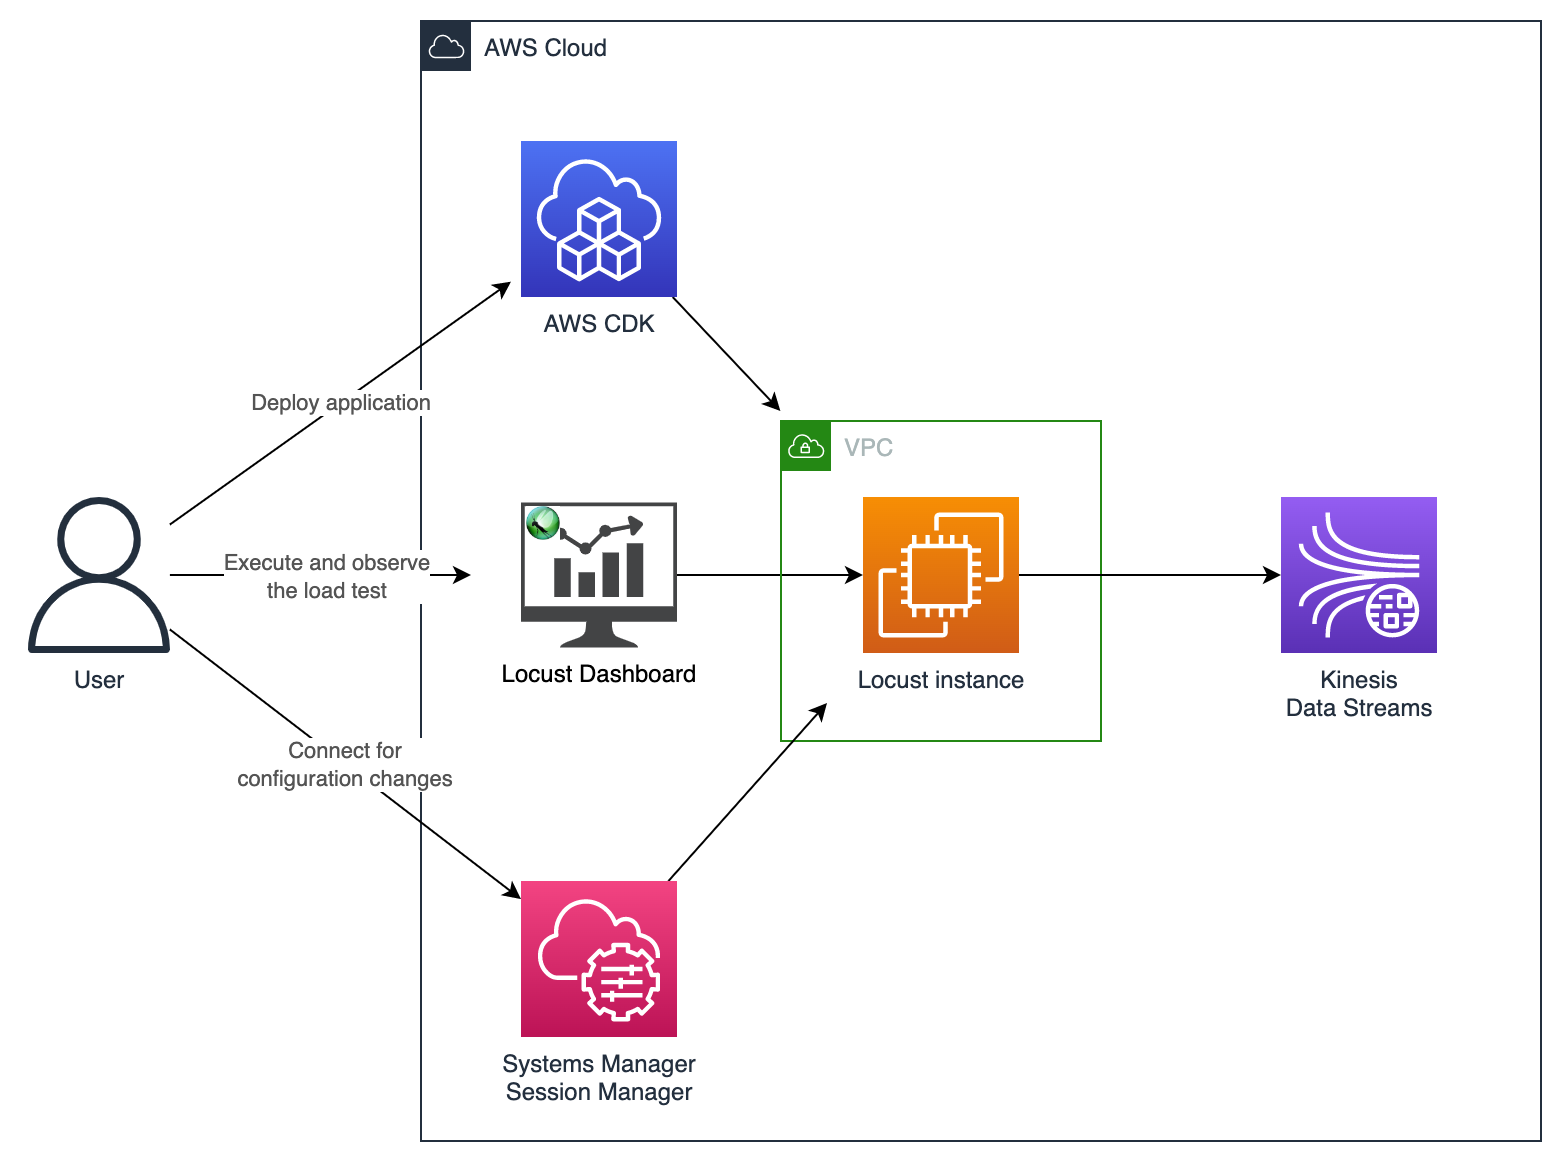 AWS Cloud
AWS CDK
Deploy application
VPC
Execute and observe
the load test
User
Locust Dashboard
Locust instance
Kinesis
Data Streams
Connect for
configuration changes
Systems Manager
Session Manager